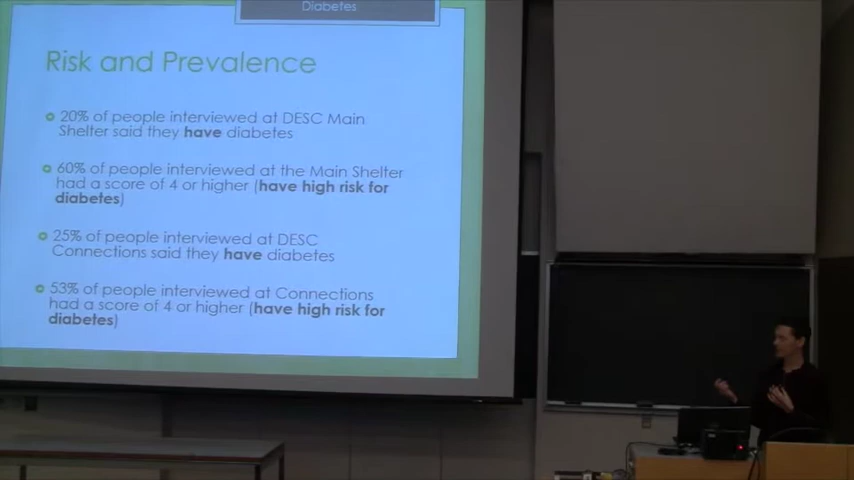 Diabetes
Risk and Prevalence
20% of people interviewed at DESC Main
Shelter said they have diabetes
60% of people interviewed at the Main Shelter
had a score of 4 or higher (have high risk for
diabetes)
25% of people interviewed at DESC
Connections said they have diabetes
53% of people interviewed at Connections
had a score of 4 or higher (have high risk for
diabetes)